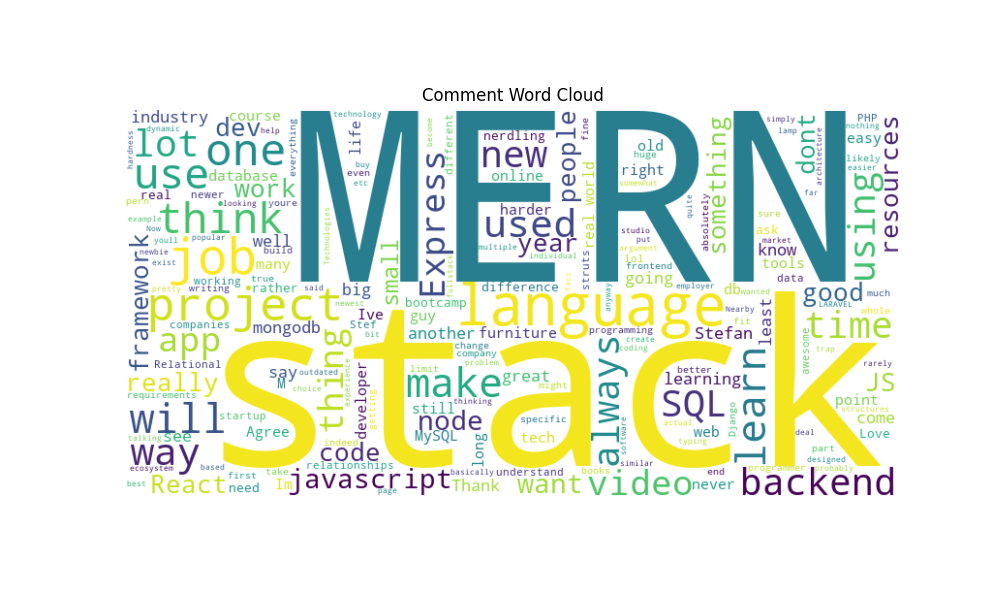 Comment Word Cloud
MERN
stack
industry
course
technology
dynamic
dev
help
hardness
lot
one
everything
life
become
different
nerdling
people
fine
new
online
old
huge
right
real world
somewhat
something
simply
lamp
dont
PHP
nothing
easy
architecture
likely
easier
resources
use
database
work
even
buy
etc
Express
harder
used
quite
absolutely
far
using
real
newer
looking
youre
pern
example
think
Now
youll
popular
newbie
exist
well
build
job
many
Technologies
small
fullstack
multiple
year
individual
struts
studio
put
argument
lol
frontend
going
sure
ask
market
know
tools
data
framework
working
true
pretty
rather
said
big
difference
fact
anyway
employer
db
wanted
good
much
LARAVEL
project
newest
bootcamp
language
Nearby
whole
companies
mongodb
Ive
Stef
guy
another
furniture
programming
create
coding
Stefan
fit
least
time
app
bit
thing
change
company
problem
always
awesome
trap
rarely
Relational
say
outdated
M
choice
experience
developer
limit
make
great
thinking
might
better
learning
learn
JS
really
requirements
will
startup
getting
still
node
specific
SQL
actual
typing
web
Django
point
structures
designed
come
talking
see
Agree
indeed
code
MySQL
long
tech
software
deal
Love
way
relationships
similar
end
part
probably
ecosystem
based
first
take
javascript
basically
understand
books
programmer
best
React
need
Im
page
Thank
want
video
never
backend
writing